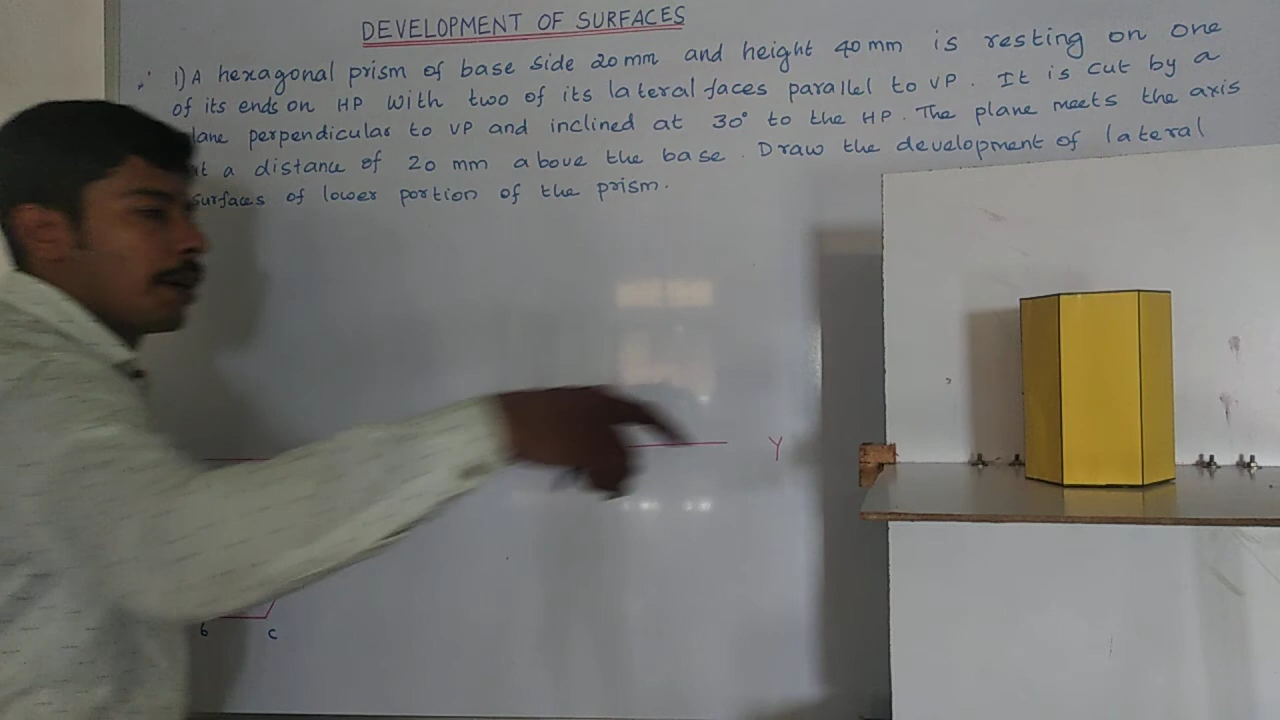 DEVELOPMENT OF SURFACES
1) A hexagonal prism of base side 20mm and height 40mm is resting on one
of its ends on HP with two of its lateral faces parallel to VP. It is cut by a
lane perpendicular to VP and inclined at 30° to the HP. The plane meets the axis
at a distance of 20 mm above the base. Draw the development of lateral
surfaces of lower portion of the prism.
Y
b c